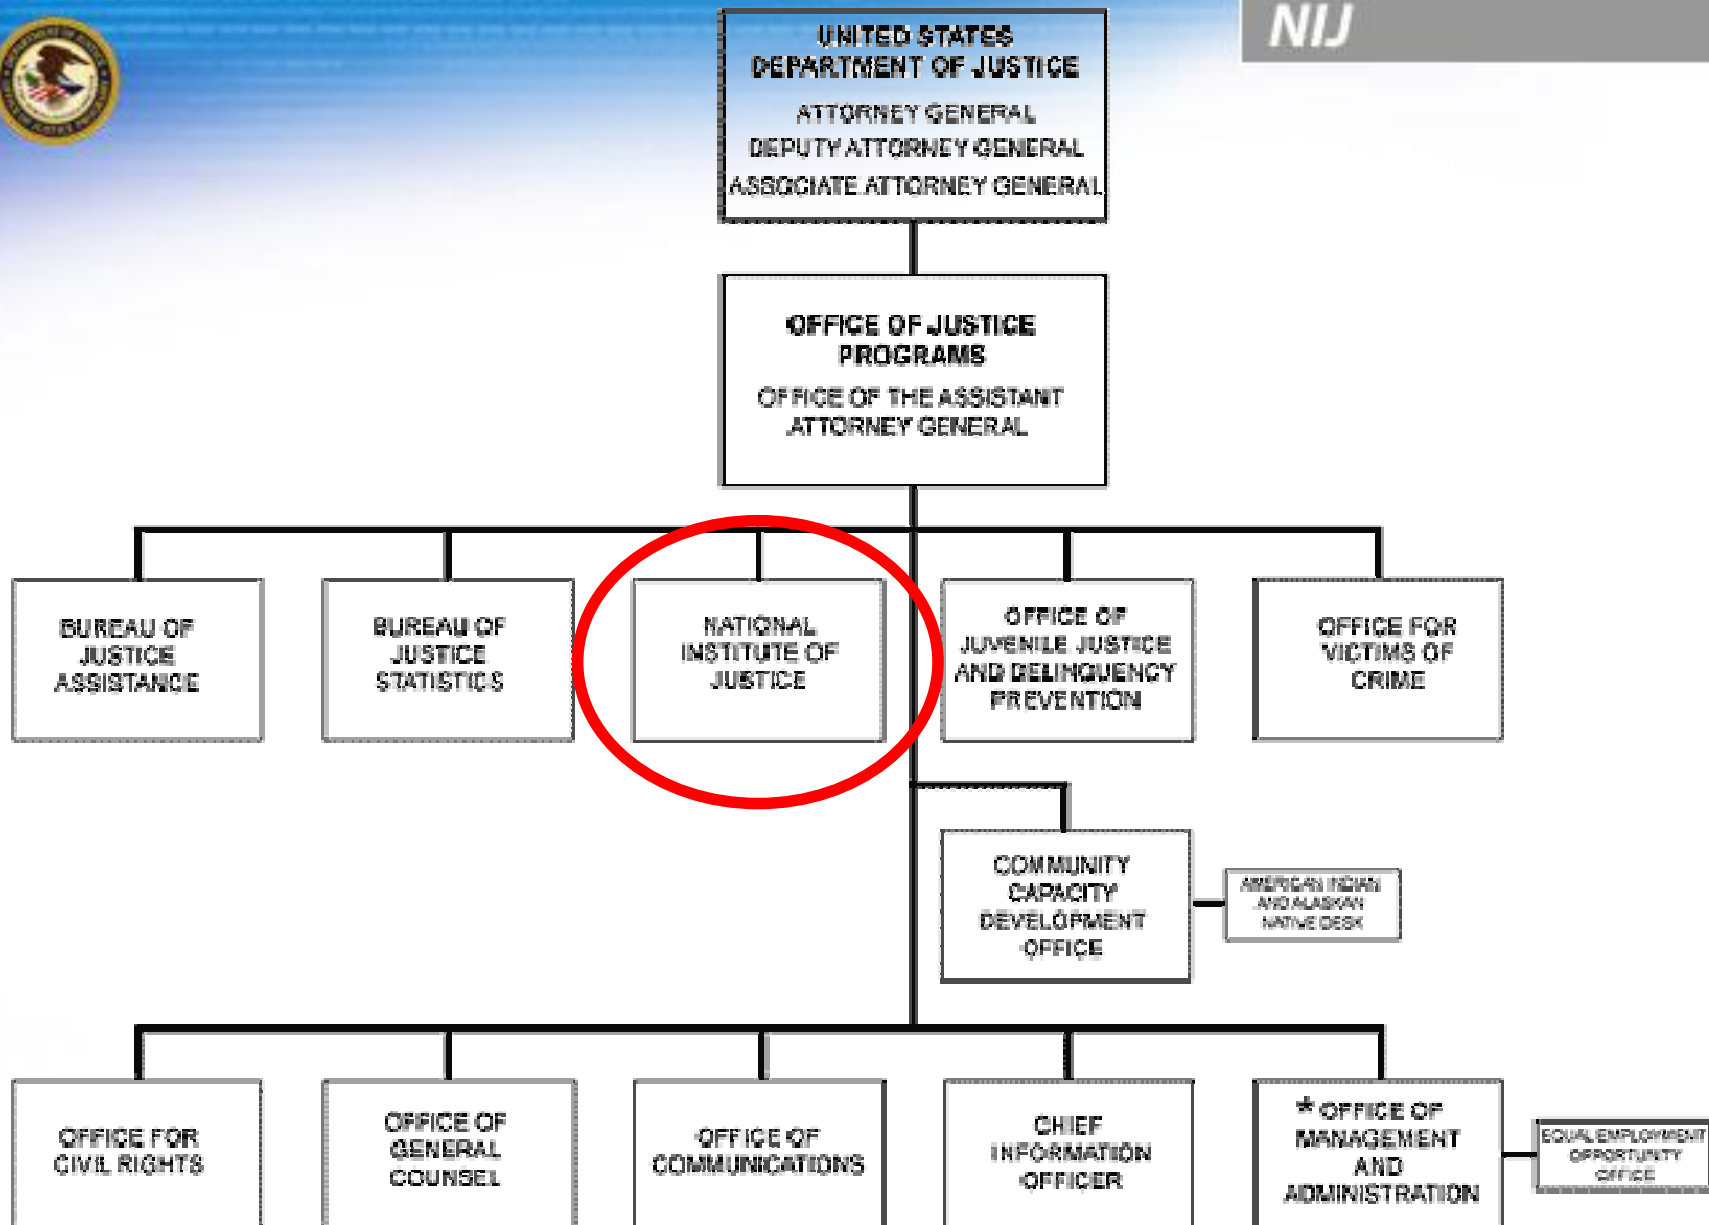 NIJ
UNITED STATES
DEPARTMENT OF JUSTICE
ATTORNEY GENERAL
DEPUTY ATTORNEY GENERAL
ASSOCIATE ATTORNEY GENERAL
OFFICE OF JUSTICE
PROGRAMS
OFFICE OF THE ASSISTANT
ATTORNEY GENERAL
BUREAU OF
JUSTICE
ASSISTANCE
BUREAU OF
JUSTICE
STATISTICS
NATIONAL
INSTITUTE OF
JUSTICE
OFFICE OF
JUVENILE JUSTICE
AND DELINQUENCY
PREVENTION
OFFICE FOR
VICTIMS OF
CRIME
COMMUNITY
CAPACITY
DEVELOPMENT
OFFICE
AMERICAN INDIAN
AND ALASKAN
NATIVE DESK
OFFICE FOR
CIVIL RIGHTS
OFFICE OF
GENERAL
COUNSEL
OFFICE OF
COMMUNICATIONS
CHIEF
INFORMATION
OFFICER
* OFFICE OF
MANAGEMENT
AND
ADMINISTRATION
EQUAL EMPLOYMENT
OPPORTUNITY
OFFICE